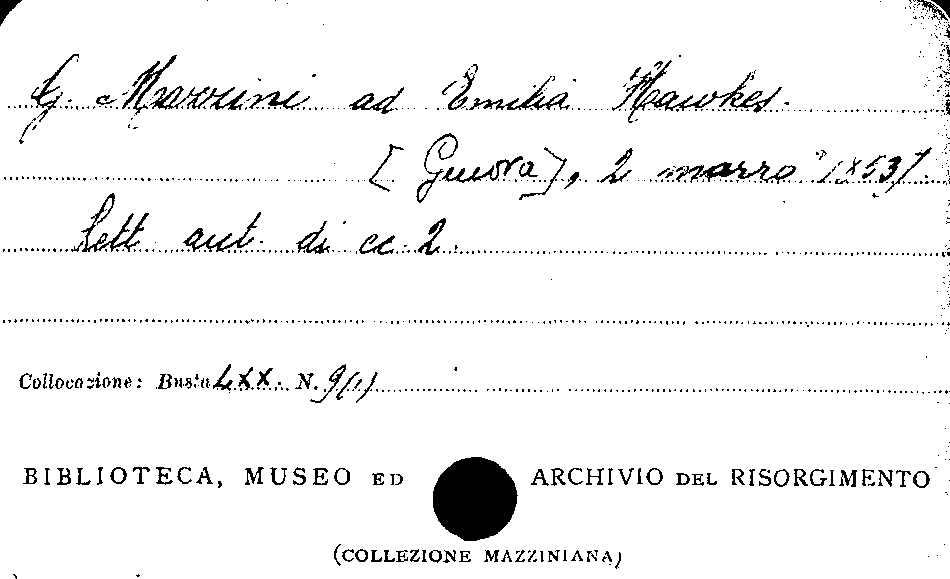 G. Mazzini ad Emilia Hawkes.
[Genova], 2 marzo 1857.
Lett. aut. di cc. 2.
Collocazione: Busta LXX. N. 9(1)
BIBLIOTECA, MUSEO ED ARCHIVIO DEL RISORGIMENTO
(COLLEZIONE MAZZINIANA)